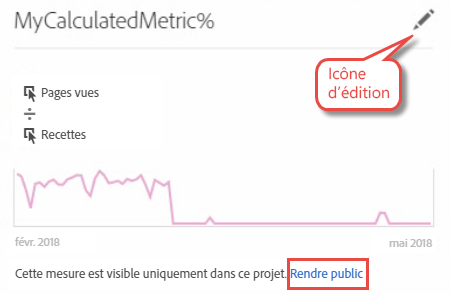 MyCalculatedMetric%
Icône
d'édition
Pages vues
÷
Recettes
févr. 2018
mai 2018
Cette mesure est visible uniquement dans ce projet. Rendre public